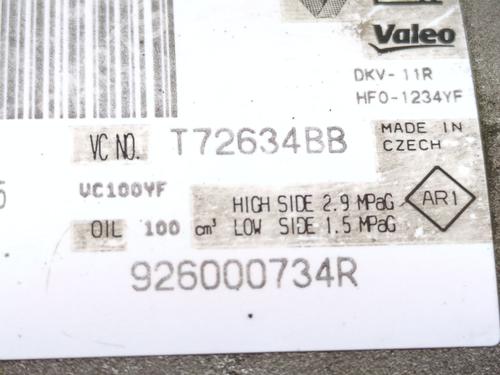 Valeo
DKV-11R
HFO-1234YF
VC NO. T72634BB
MADE IN
CZECH
5 VC100YF
HIGH SIDE 2.9 MPaG
AR1
OIL 100 cm³ LOW SIDE 1.5 MPaG
926000734R